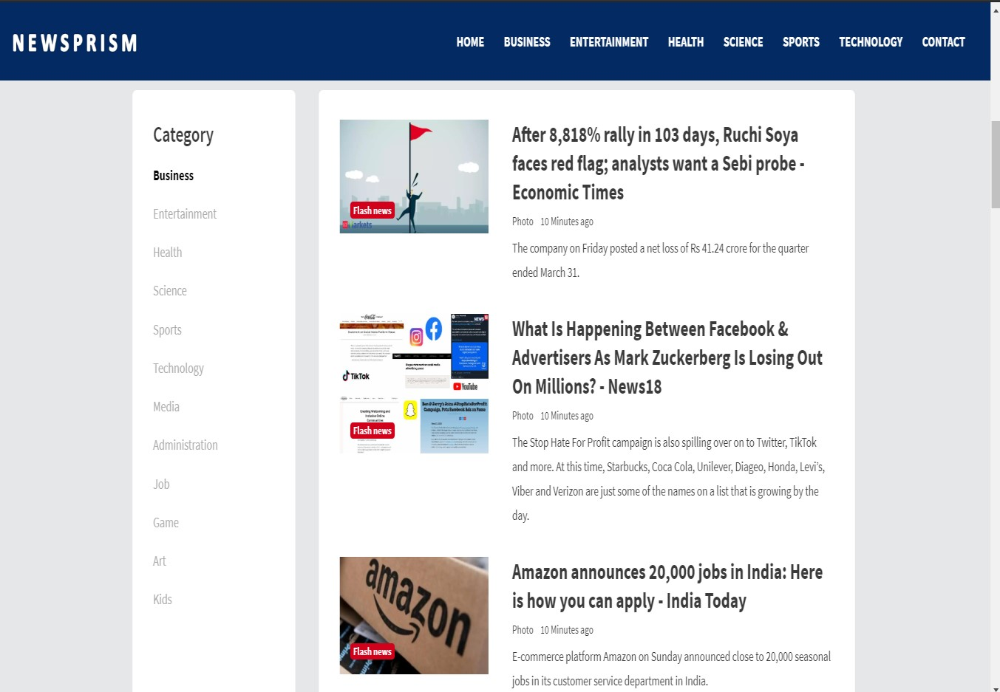 NEWSPRISM
HOME BUSINESS ENTERTAINMENT HEALTH SCIENCE SPORTS TECHNOLOGY CONTACT
Category
Business
Entertainment
Health
Science
Sports
Technology
Media
Administration
Job
Game
Art
Kids
Flash news
After 8,818% rally in 103 days, Ruchi Soya
faces red flag; analysts want a Sebi probe -
Economic Times
Photo 10 Minutes ago
The company on Friday posted a net loss of Rs 41.24 crore for the quarter
ended March 31.
TikTok
YouTube
Creating Welcoming and
Inclusive Online
Communities
Flash news
What Is Happening Between Facebook &
Advertisers As Mark Zuckerberg Is Losing Out
On Millions? - News18
Photo 10 Minutes ago
The Stop Hate For Profit campaign is also spilling over on to Twitter, TikTok
and more. At this time, Starbucks, Coca Cola, Unilever, Diageo, Honda, Levi's,
Viber and Verizon are just some of the names on a list that is growing by the
day.
amazon
Flash news
Amazon announces 20,000 jobs in India: Here
is how you can apply - India Today
Photo 10 Minutes ago
E-commerce platform Amazon on Sunday announced close to 20,000 seasonal
jobs in its customer service department in India.